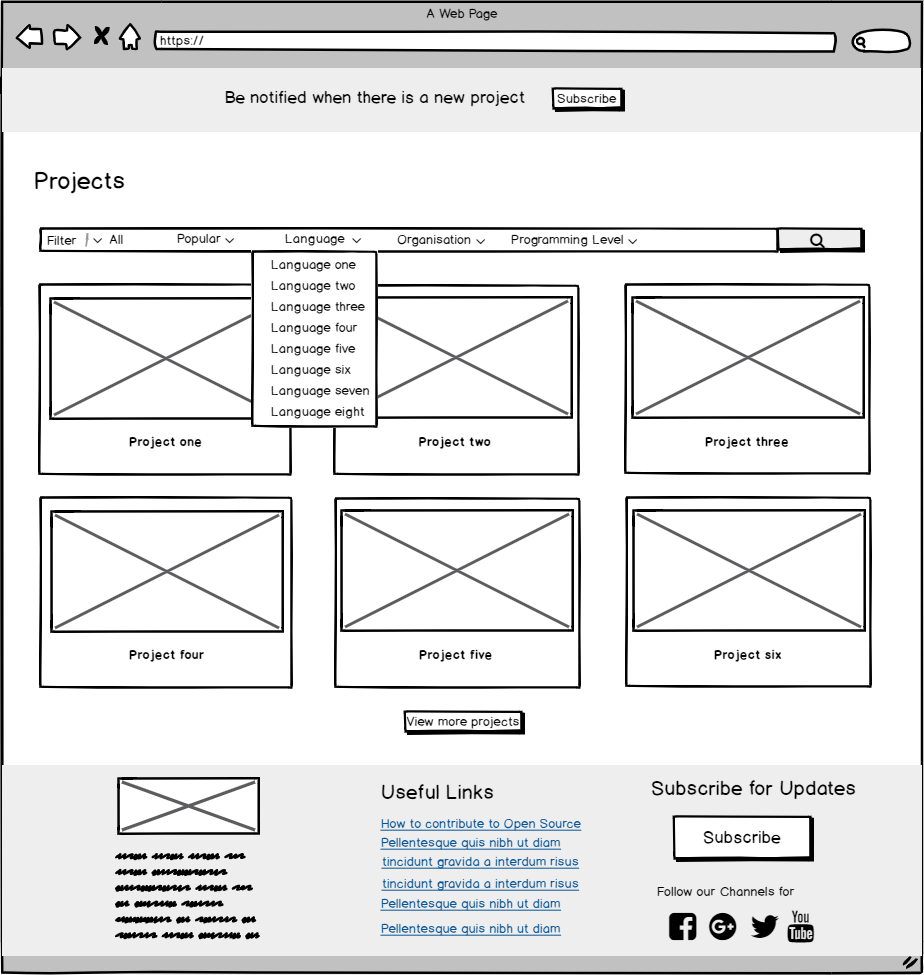 A Web Page
https://
Be notified when there is a new project
Subscribe
Projects
Filter All Popular Language Organisation Programming Level
Language one
Language two
Language three
Language four
Language five
Language six
Language seven
Language eight
Project one Project two Project three
Project four Project five Project six
View more projects
Useful Links
How to contribute to Open Source
Pellentesque quis nibh ut diam
tincidunt gravida a interdum risus
tincidunt gravida a interdum risus
Pellentesque quis nibh ut diam
Pellentesque quis nibh ut diam
Subscribe for Updates
Subscribe
Follow our Channels for
You
Tube